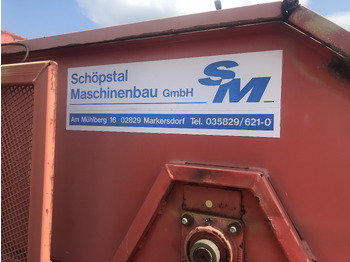 Schöpstal
Maschinenbau GmbH
SM
Am Mühlberg 16 02829 Markersdorf Tel. 035829/621-0